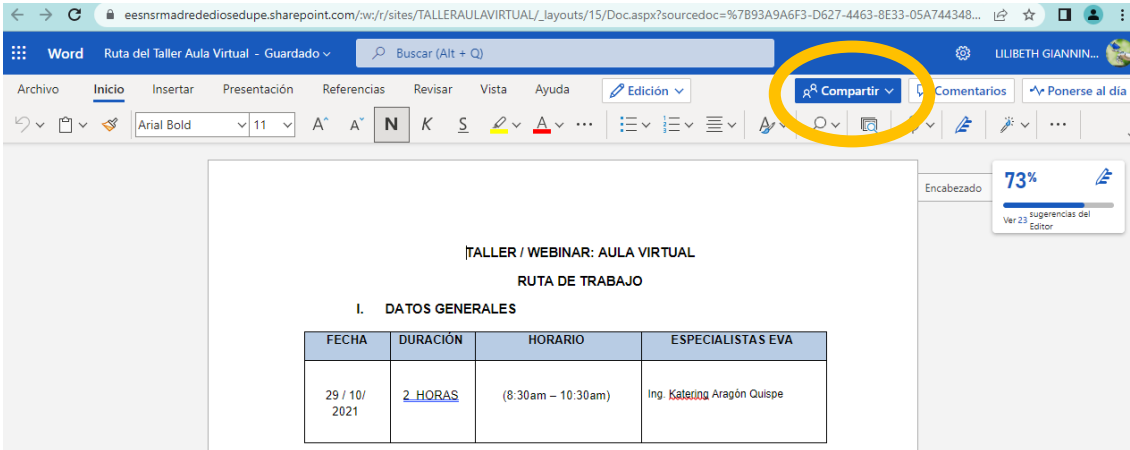 eesnsrmadrededios​edupe.sharepoint.com/:w:/r/sites/TALLERAULAVIRTUAL/_layouts/15/Doc.aspx?sourcedoc=%7B93A9A6F3-D627-4463-8E33-05A744348...
Word Ruta del Taller Aula Virtual - Guardado Buscar (Alt + Q) LILIBETH GIANNIN...
Archivo Inicio Insertar Presentación Referencias Revisar Vista Ayuda Edición Compartir Comentarios Ponerse al día
Arial Bold 11 A^ A˅ N K S A ...
Encabezado
73%
Ver 23 sugerencias del
Editor
TALLER / WEBINAR: AULA VIRTUAL
RUTA DE TRABAJO
I. DATOS GENERALES
FECHA DURACIÓN HORARIO ESPECIALISTAS EVA
29 / 10/
2021
2 HORAS (8:30am – 10:30am) Ing. Katering Aragón Quispe